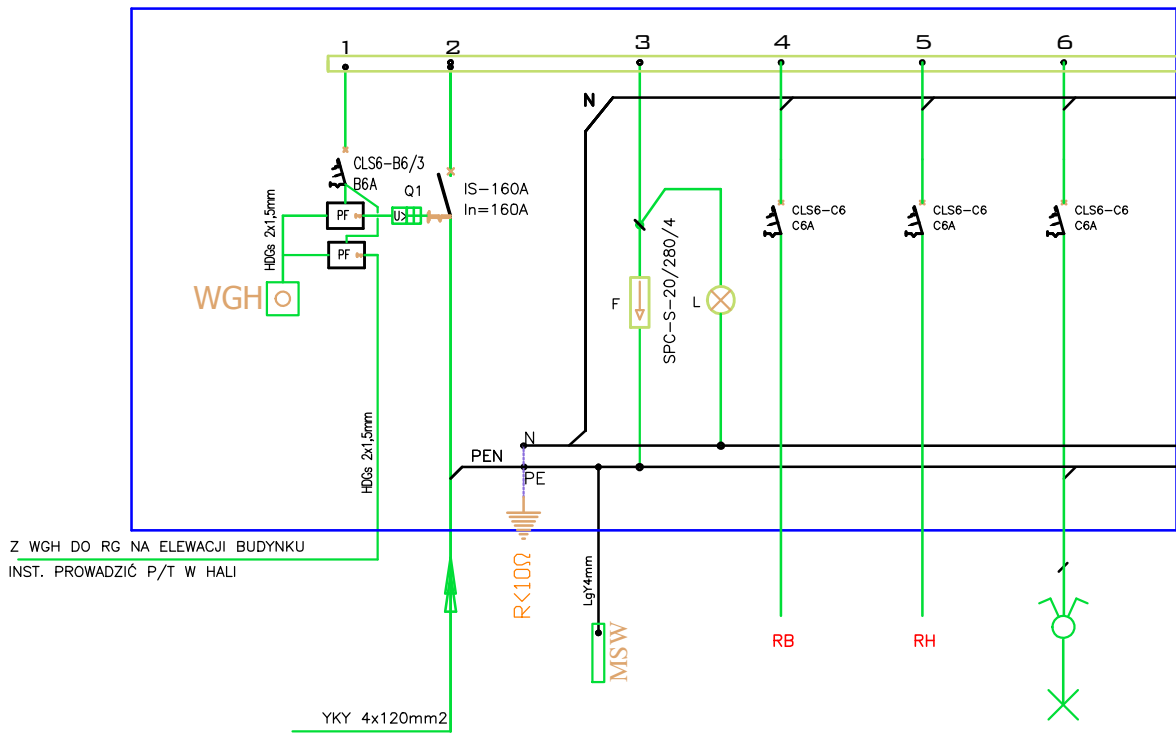 1 2 3 4 5 6
N
CLS6-B6/3
B6A
Q1
IS-160A
In=160A
PF
U>
PF
HDGs 2x1,5mm
WGH
CLS6-C6
C6A
CLS6-C6
C6A
CLS6-C6
C6A
F
SPC-S-20/280/4
L
HDGs 2x1,5mm
N
PEN
PE
R<10Ω
LgY4mm
MSW
Z WGH DO RG NA ELEWACJI BUDYNKU
INST. PROWADZIĆ P/T W HALI
RB
RH
YKY 4x120mm2